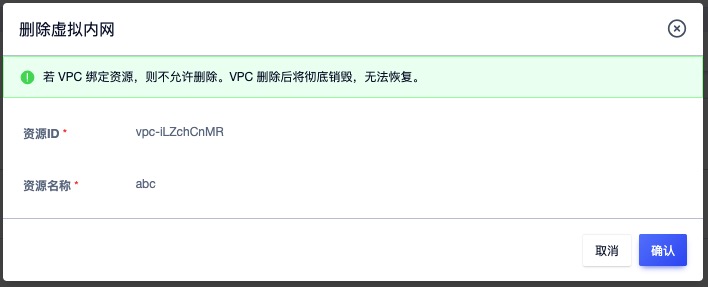 删除虚拟内网
若 VPC 绑定资源，则不允许删除。VPC 删除后将彻底销毁，无法恢复。
资源ID * vpc-iLZchCnMR
资源名称 * abc
取消 确认